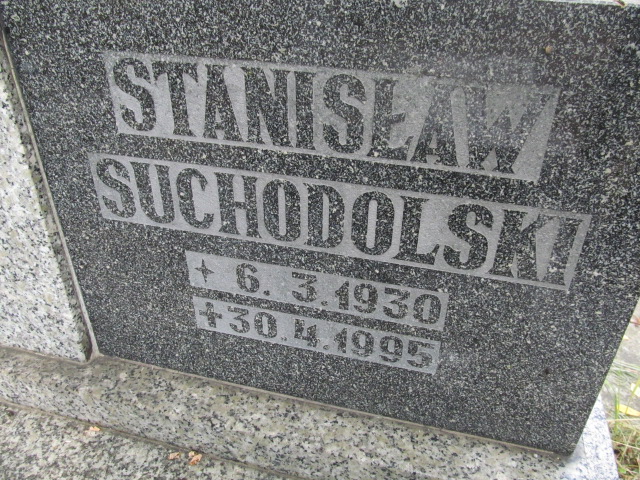 STANISŁAW
SUCHODOLSKI
+ 6.3.1930
✝30.4.1995